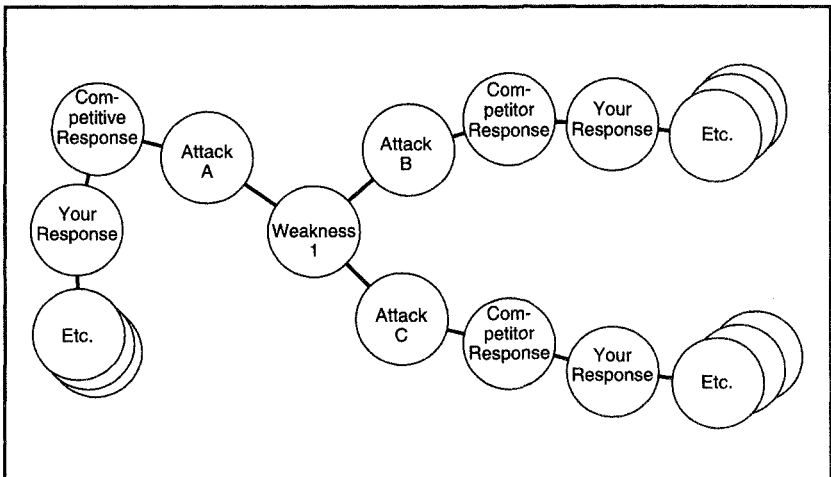 Com-
petitive
Response
Attack
A
Your
Response
Etc.
Weakness
1
Attack
B
Com-
petitor
Response
Your
Response
Etc.
Attack
C
Com-
petitor
Response
Your
Response
Etc.